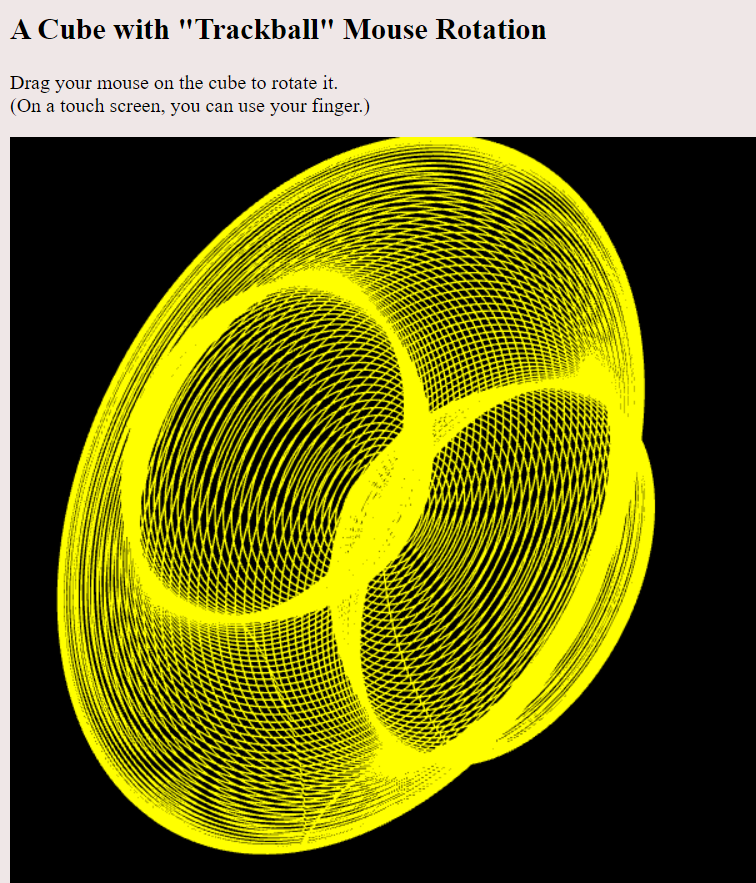 A Cube with "Trackball" Mouse Rotation
Drag your mouse on the cube to rotate it.
(On a touch screen, you can use your finger.)